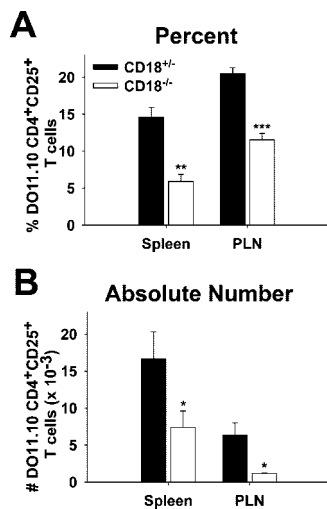 A
Percent
CD18+/-
CD18-/-
% DO11.10 CD4+CD25+
T cells
20
15
10
5
0
**
***
Spleen
PLN
B
Absolute Number
# DO11.10 CD4+CD25+
T cells (x 10-3)
20
15
10
5
0
*
*
Spleen
PLN